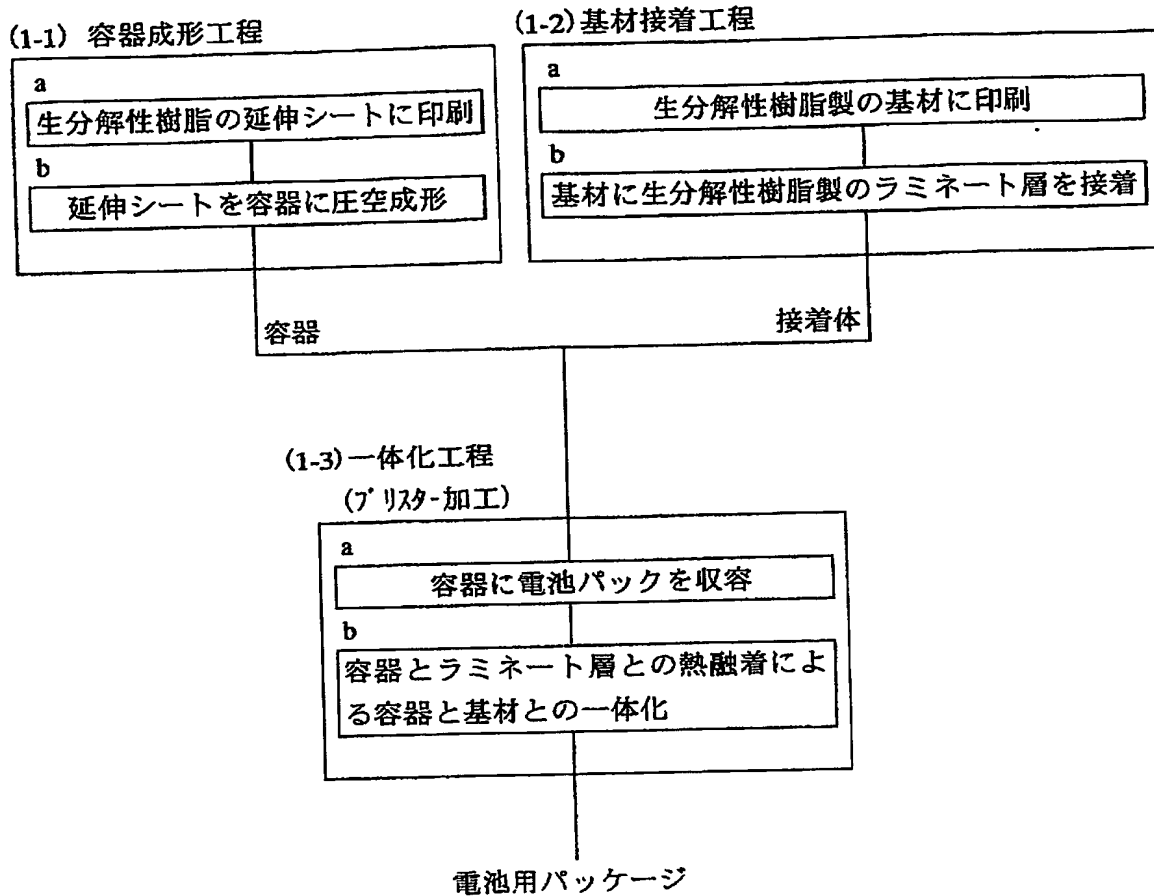 (1-1) 容器成形工程
a
生分解性樹脂の延伸シートに印刷
b
延伸シートを容器に圧空成形
(1-2)基材接着工程
a
生分解性樹脂製の基材に印刷
b
基材に生分解性樹脂製のラミネート層を接着
容器
接着体
(1-3)一体化工程
(ブリスター加工)
a
容器に電池パックを収容
b
容器とラミネート層との熱融着によ
る容器と基材との一体化
電池用パッケージ